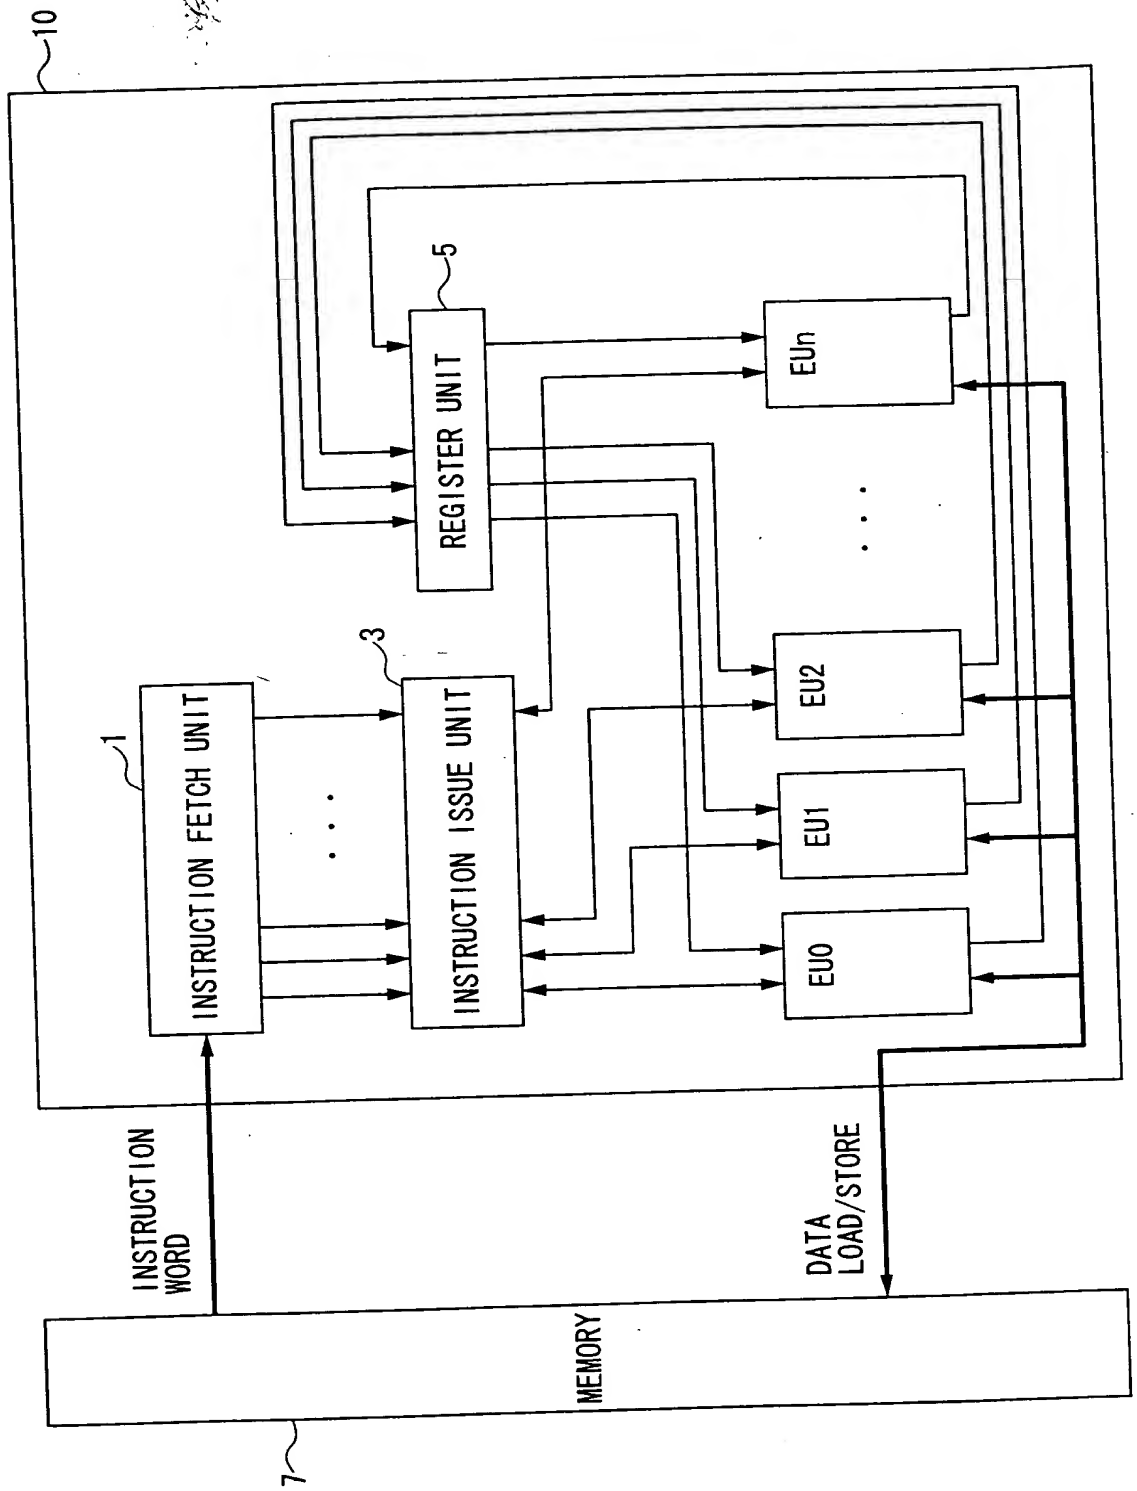 10
1
INSTRUCTION FETCH UNIT
3
INSTRUCTION ISSUE UNIT
5
REGISTER UNIT
EU0
EU1
EU2
EUn
INSTRUCTION
WORD
DATA
LOAD/STORE
7
MEMORY